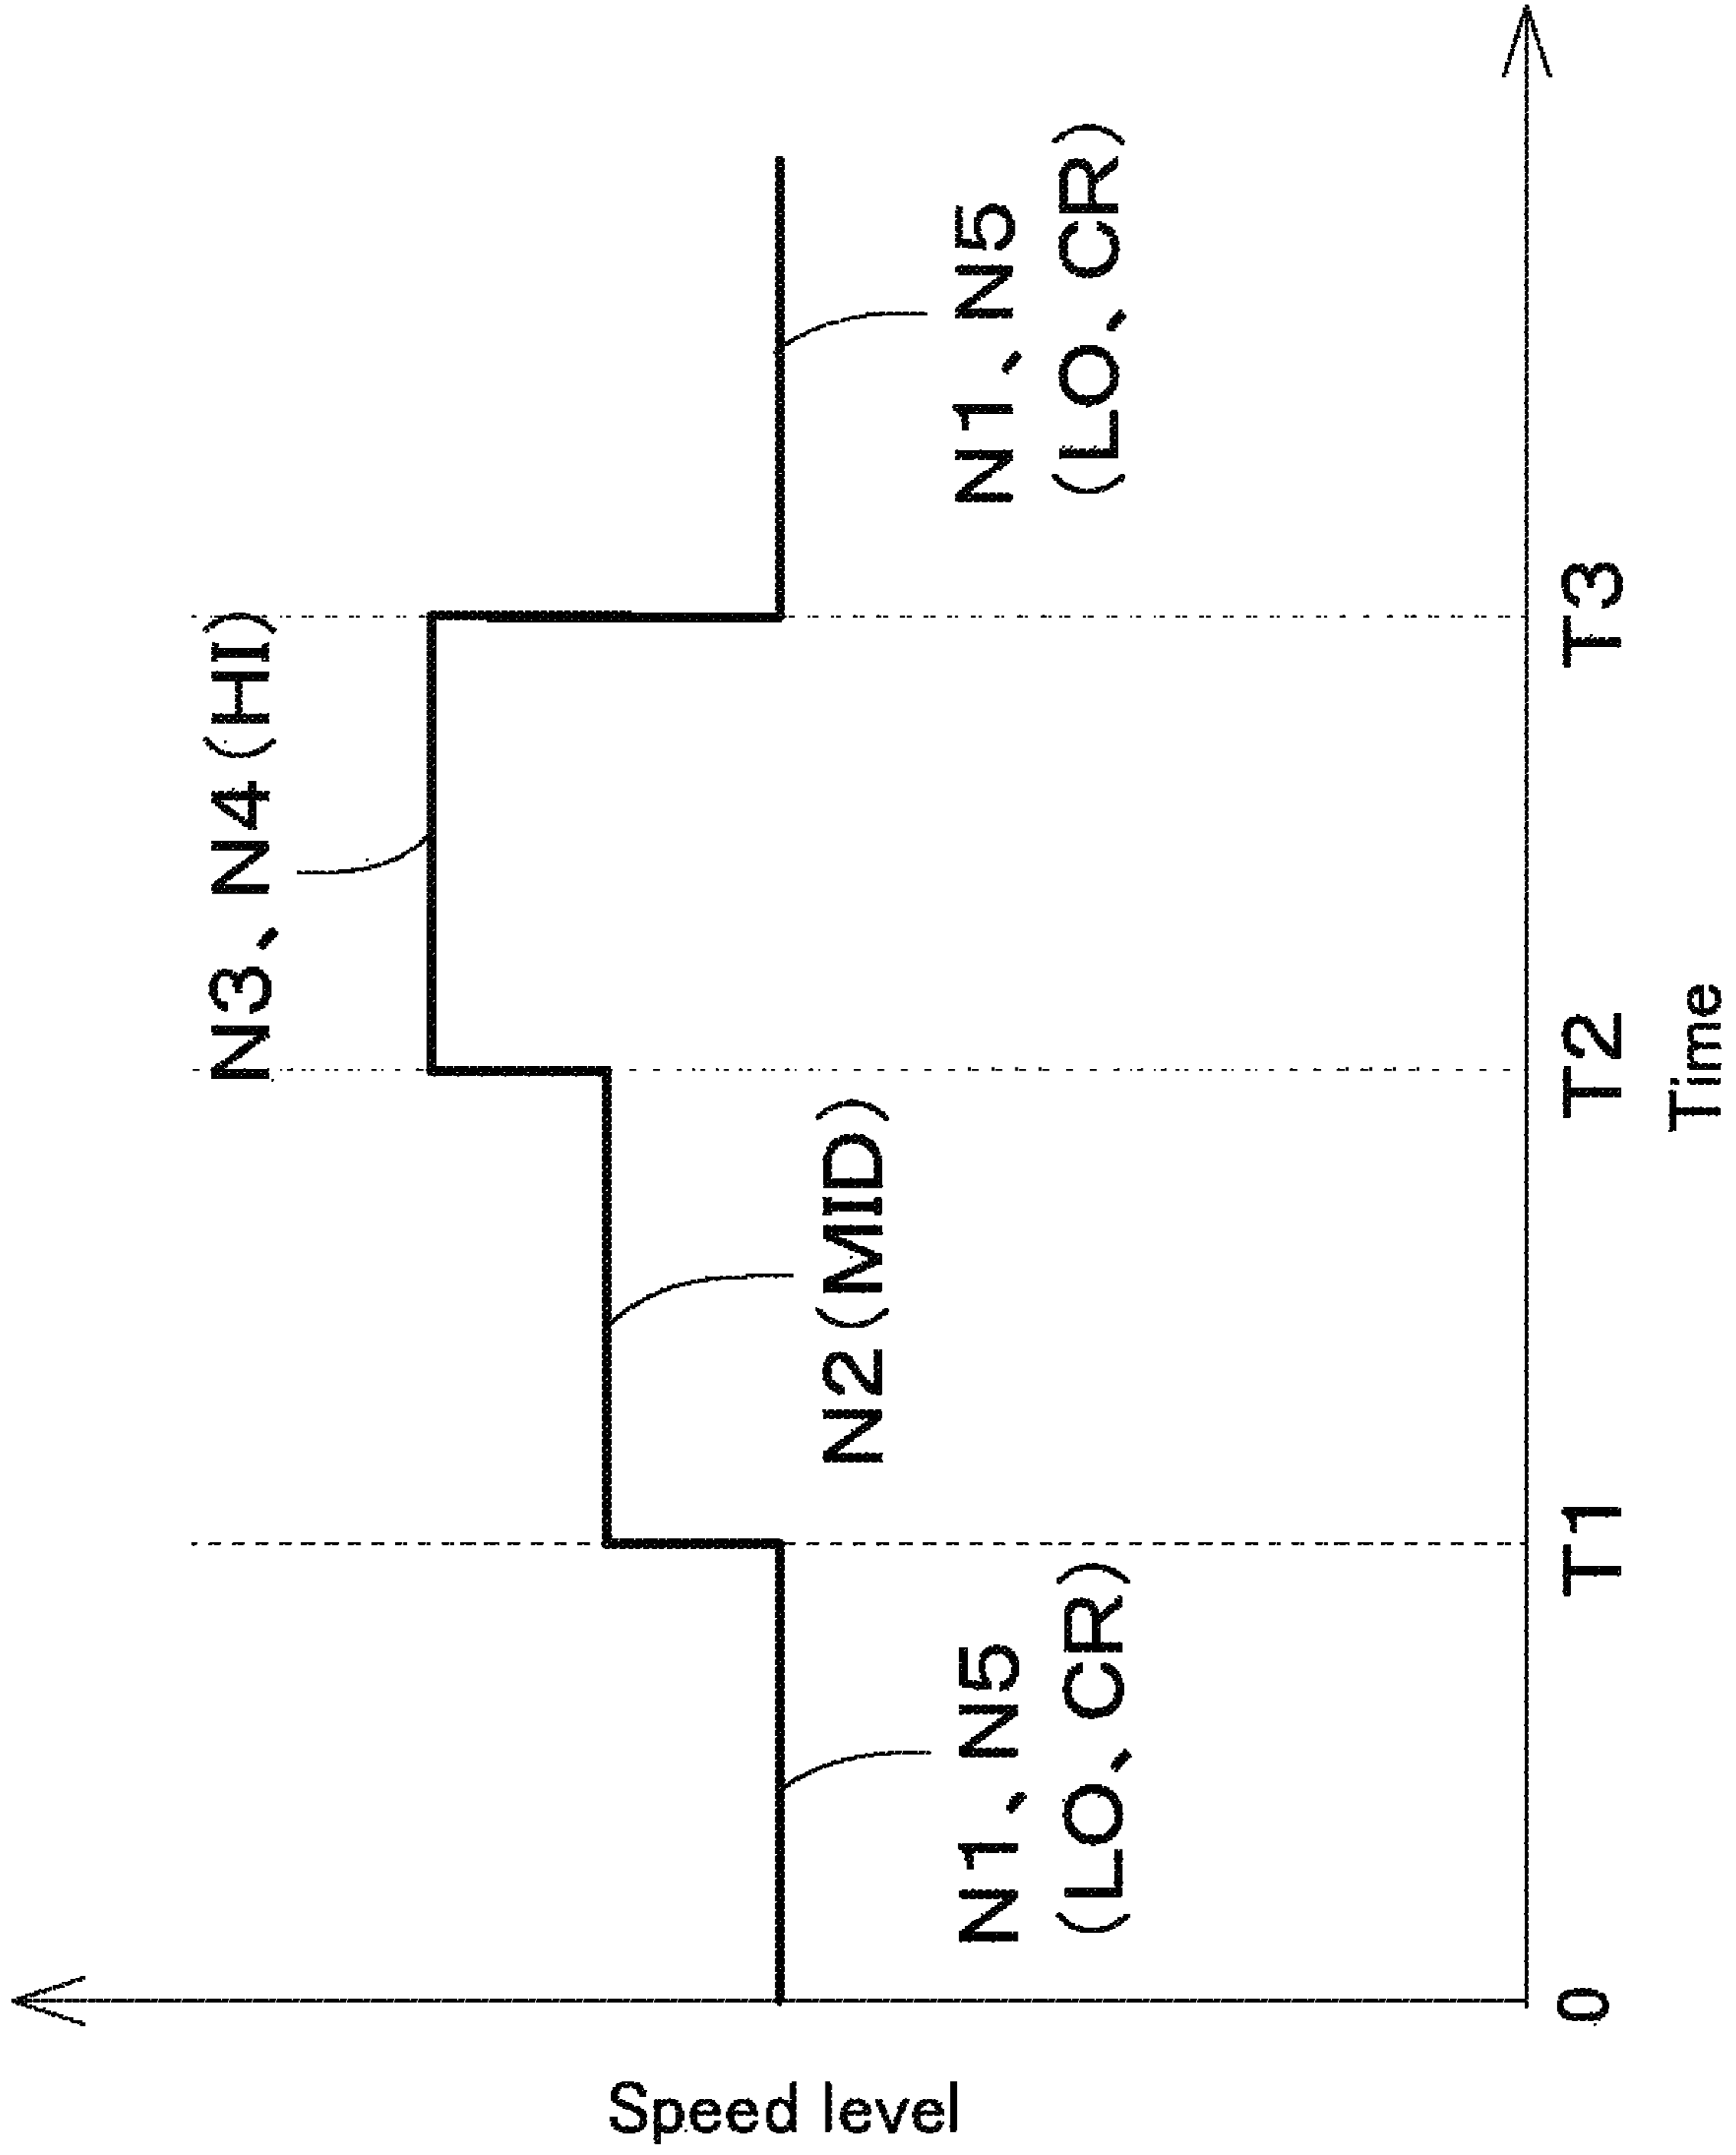 Speed level
N3、N4(HI)
N2(MID)
N1、N5
(LO、CR)
N1、N5
(LO、CR)
0
T1
T2
T3
Time